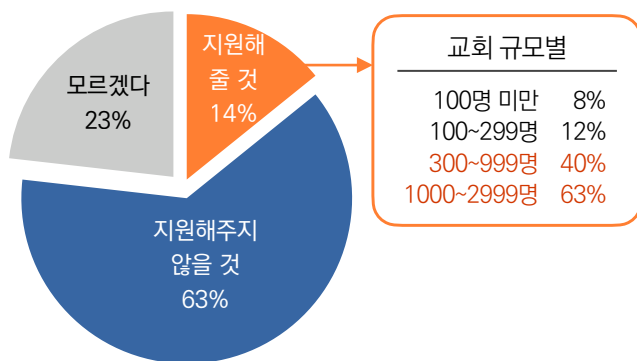 지원해
줄 것
14%
모르겠다
23%
지원해주지
않을 것
63%
교회 규모별
100명 미만 8%
100~299명 12%
300~999명 40%
1000~2999명 63%